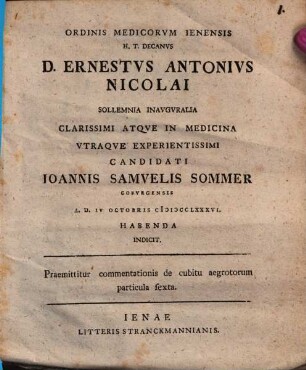 1.
ORDINIS MEDICORVM IENENSIS
H. T. DECANVS
D. ERNESTVS ANTONIVS
NICOLAI
SOLLEMNIA INAVGVRALIA
CLARISSIMI ATQVE IN MEDICINA
VTRAQVE EXPERIENTISSIMI
CANDIDATI
IOANNIS SAMVELIS SOMMER
COBVRGENSIS
A. D. IV OCTOBRIS CIƆIƆCCLXXXVI.
HABENDA
INDICIT.
Praemittitur commentationis de cubitu aegrotorum
particula ſexta.
IENAE
LITTERIS STRANCKMANNIANIS.